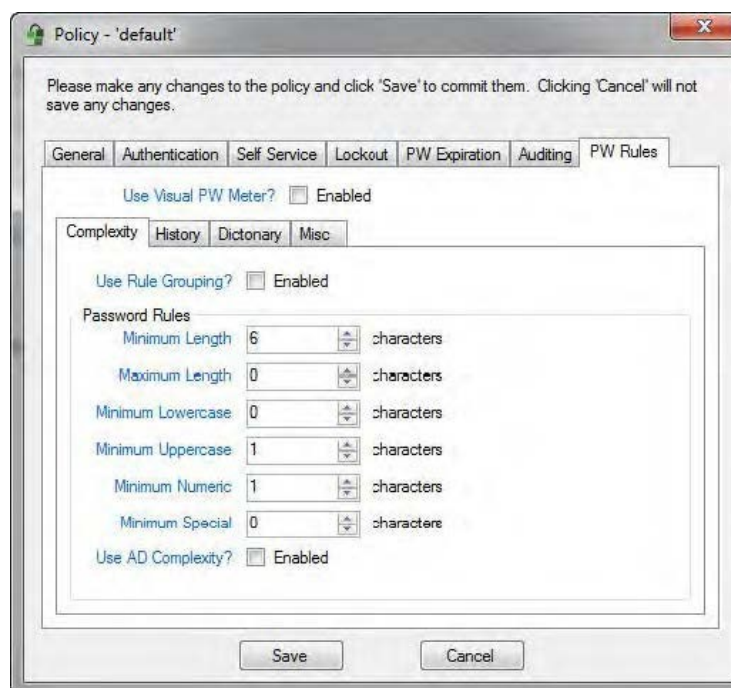 Policy - 'default'
Please make any changes to the policy and click 'Save' to commit them. Clicking 'Cancel' will not
save any changes.
General Authentication Self Service Lockout PW Expiration Auditing PW Rules
Use Visual PW Meter? Enabled
Complexity History Dictonary Misc
Use Rule Grouping? Enabled
Password Rules
Minimum Length 6 characters
Maximum Length 0 characters
Minimum Lowercase 0 characters
Minimum Uppercase 1 characters
Minimum Numeric 1 characters
Minimum Special 0 characters
Use AD Complexity? Enabled
Save Cancel